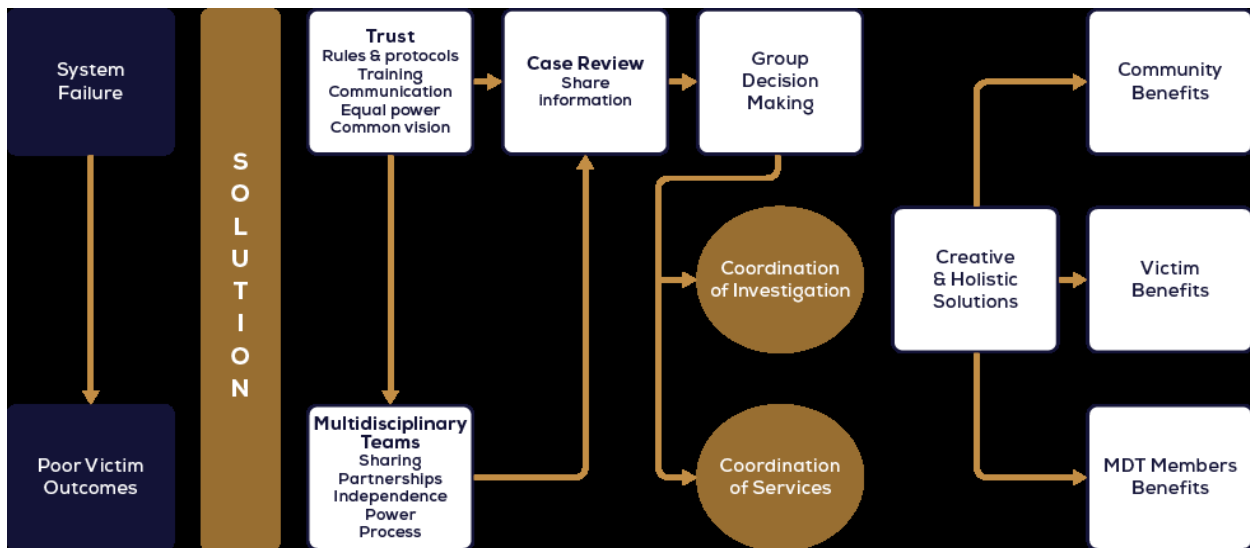 System
Failure
Poor Victim
Outcomes
SOLUTION
Trust
Rules & protocols
Training
Communication
Equal power
Common vision
Multidisciplinary
Teams
Sharing
Partnerships
Independence
Power
Process
Case Review
Share
information
Group
Decision
Making
Coordination
of Investigation
Coordination
of Services
Creative
& Holistic
Solutions
Community
Benefits
Victim
Benefits
MDT Members
Benefits